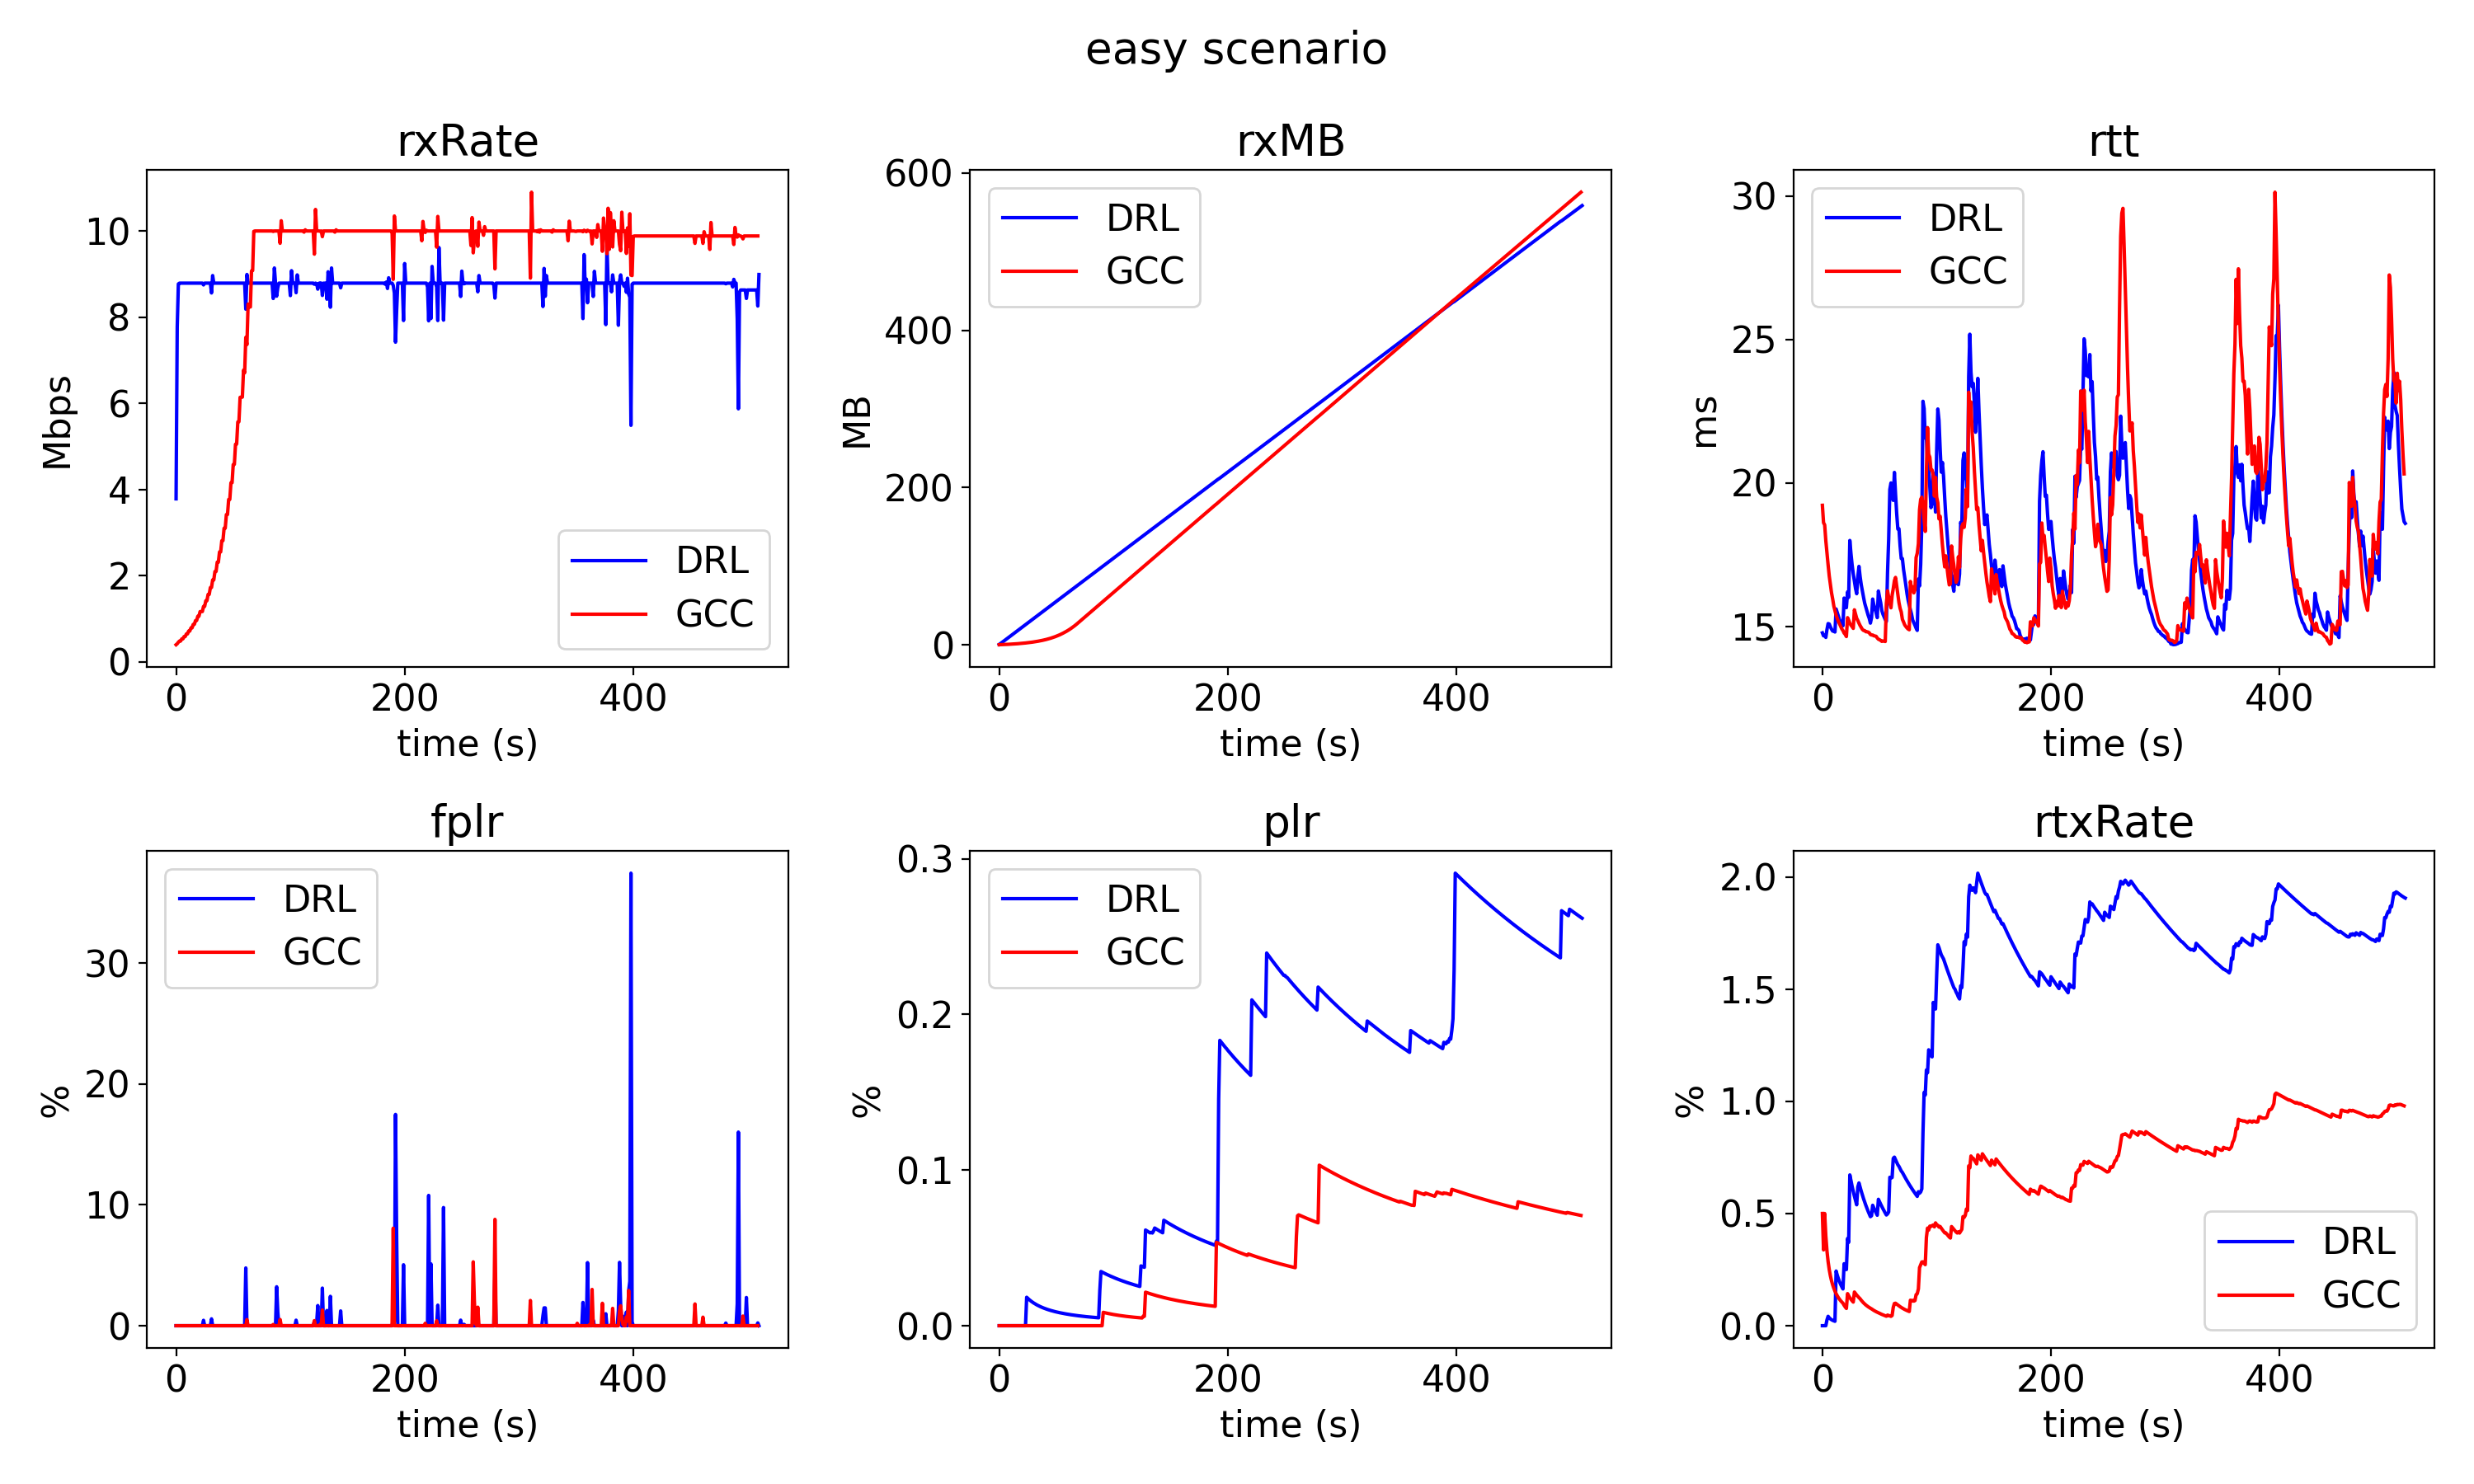 easy scenario
rxRate
Mbps
10
8
6
4
2
0
DRL
GCC
0 200 400
time (s)
rxMB
MB
600
400
200
0
DRL
GCC
0 200 400
time (s)
rtt
ms
30
25
20
15
DRL
GCC
0 200 400
time (s)
fplr
%
30
20
10
0
DRL
GCC
0 200 400
time (s)
plr
%
0.3
0.2
0.1
0.0
DRL
GCC
0 200 400
time (s)
rtxRate
%
2.0
1.5
1.0
0.5
0.0
DRL
GCC
0 200 400
time (s)